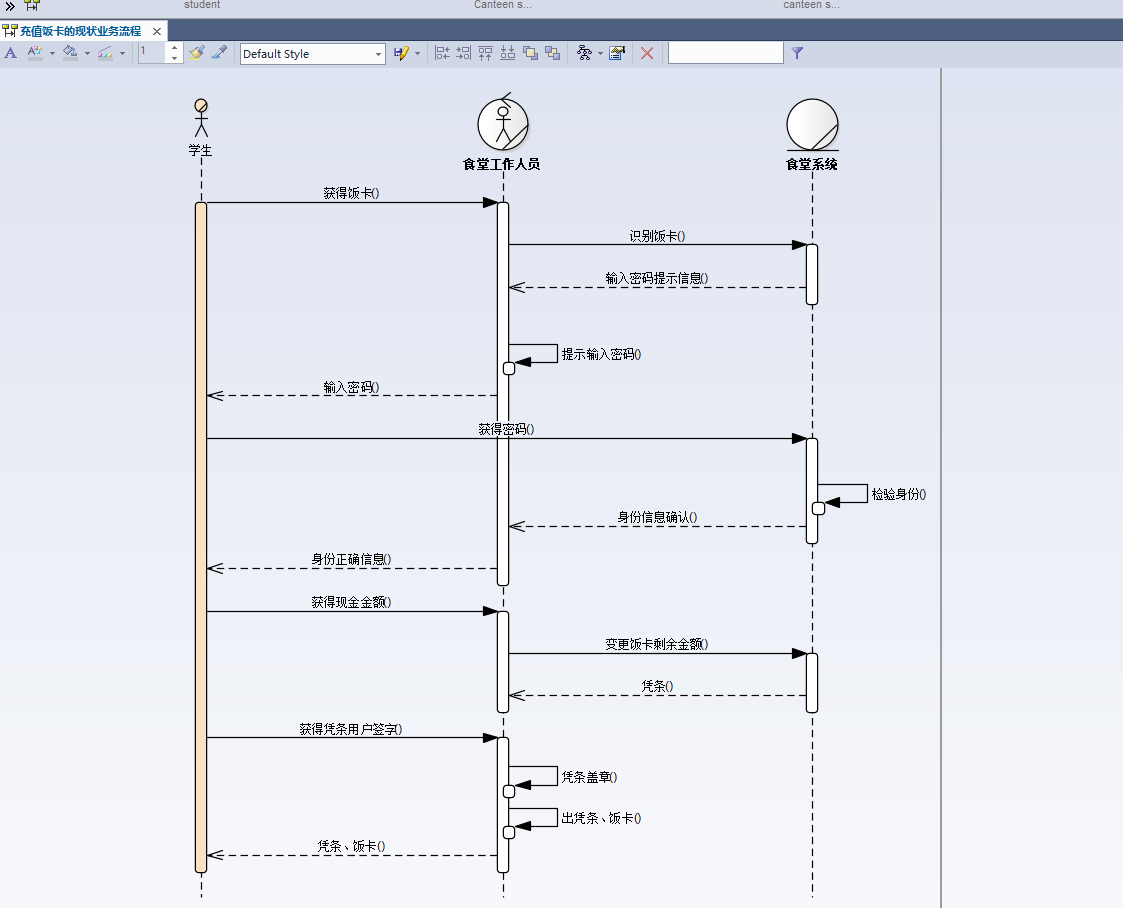 student Canteen s... canteen s...
充值饭卡的现状业务流程
1 Default Style
学生
食堂工作人员
食堂系统
获得饭卡()
识别饭卡()
输入密码提示信息()
提示输入密码()
输入密码()
获得密码()
检验身份()
身份信息确认()
身份正确信息()
获得现金金额()
变更饭卡剩余金额()
凭条()
获得凭条用户签字()
凭条盖章()
出凭条、饭卡()
凭条、饭卡()